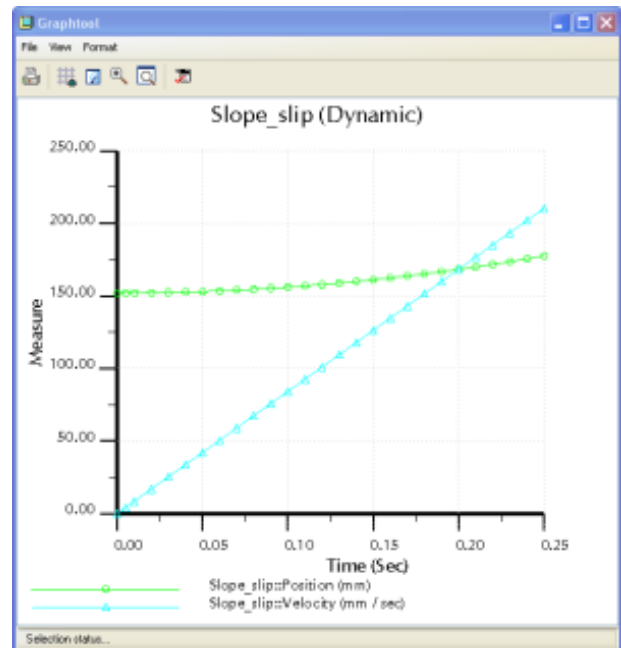 Graphtool
File View Format
Slope_slip (Dynamic)
250.00
200.00
150.00
100.00
50.00
0.00
Measure
0.00 0.05 0.10 0.15 0.20 0.25
Time (Sec)
Slope_slip::Position (mm)
Slope_slip::Velocity (mm / sec)
Selection status...